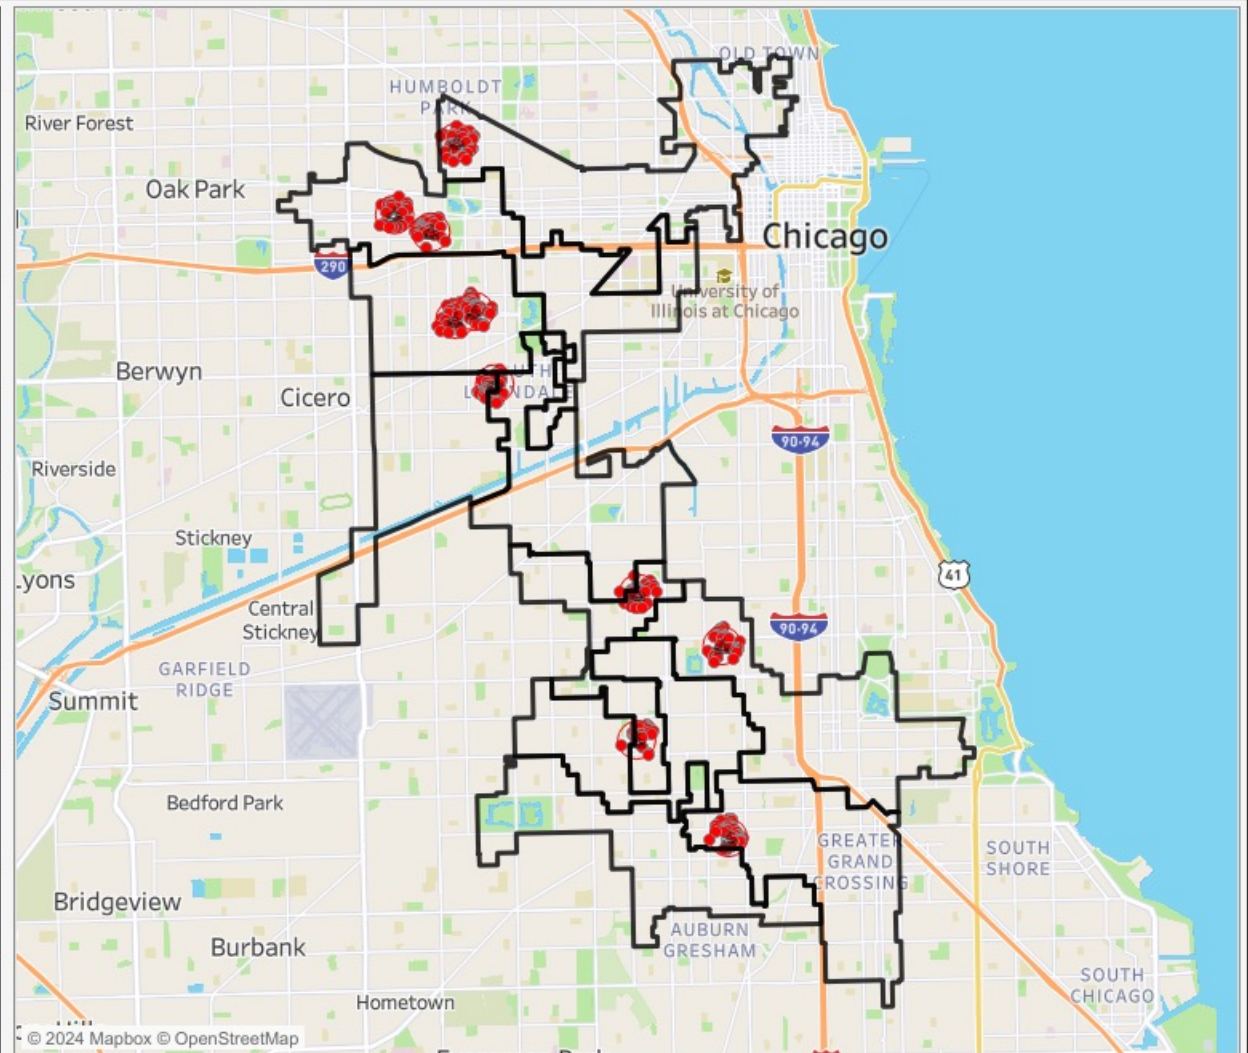 OLD TOWN
HUMBOLDT
PARK
River Forest
Oak Park
Chicago
290
University of
Illinois at Chicago
Berwyn
Cicero
90-94
Riverside
Stickney
41
Central
Stickney
90-94
GARFIELD
RIDGE
Summit
Bedford Park
GREATER
GRAND
CROSSING
SOUTH
SHORE
Bridgeview
AUBURN
GRESHAM
Burbank
SOUTH
CHICAGO
Hometown
© 2024 Mapbox © OpenStreetMap